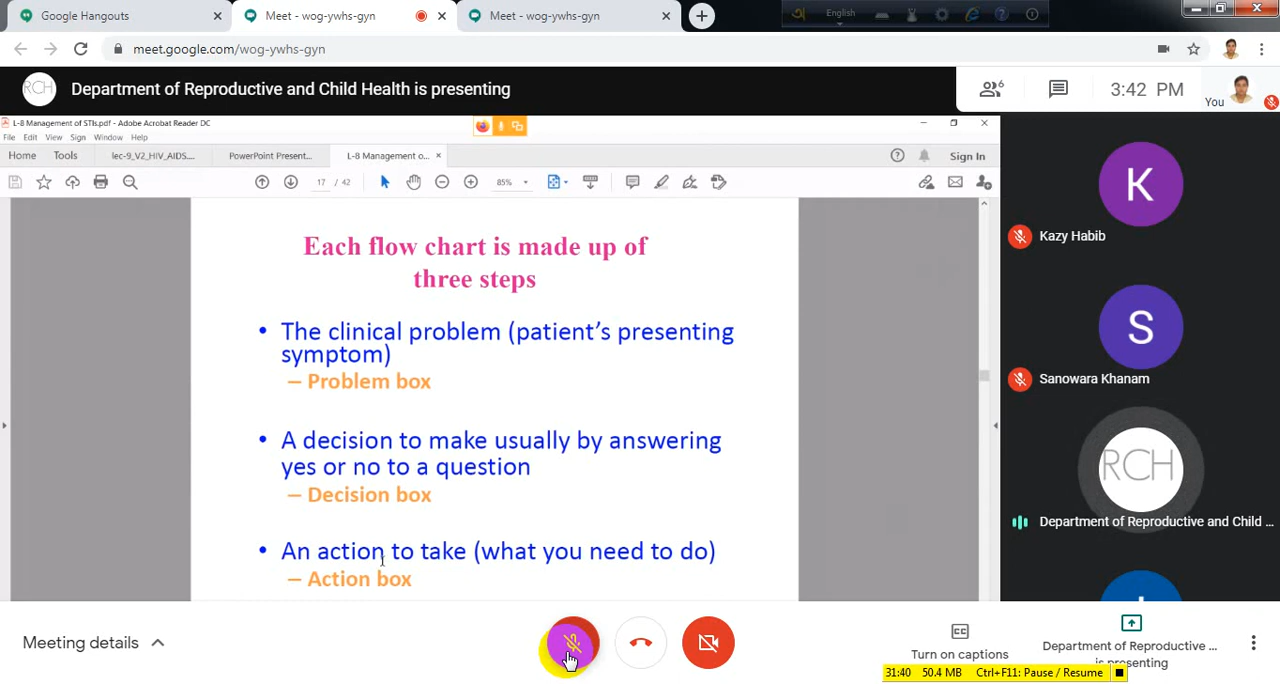 Google Hangouts
Meet - wog-ywhs-gyn
Meet - wog-ywhs-gyn
English
meet.google.com/wog-ywhs-gyn
RCH
Department of Reproductive and Child Health is presenting
6
3:42 PM
You
L-8 Management of STIs.pdf - Adobe Acrobat Reader DC
File Edit View Sign Window Help
Home Tools lec-9_V2_HIV_AIDS.... PowerPoint Present... L-8 Management o...
Sign In
17 / 42
85%
Each flow chart is made up of
three steps
• The clinical problem (patient's presenting
symptom)
– Problem box
• A decision to make usually by answering
yes or no to a question
– Decision box
• An action to take (what you need to do)
– Action box
K
Kazy Habib
S
Sanowara Khanam
RCH
Department of Reproductive and Child ...
Meeting details
Turn on captions
Department of Reproductive ...
is presenting
31:40 50.4 MB Ctrl+F11: Pause / Resume